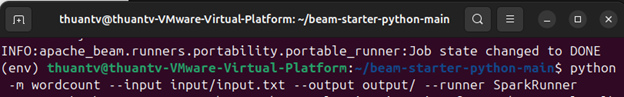 thuantv@thuantv-VMware-Virtual-Platform: ~/beam-starter-python-main
INFO:apache_beam.runners.portability.portable_runner:Job state changed to DONE
(env) thuantv@thuantv-VMware-Virtual-Platform:~/beam-starter-python-main$ python
-m wordcount --input input/input.txt --output output/ --runner SparkRunner